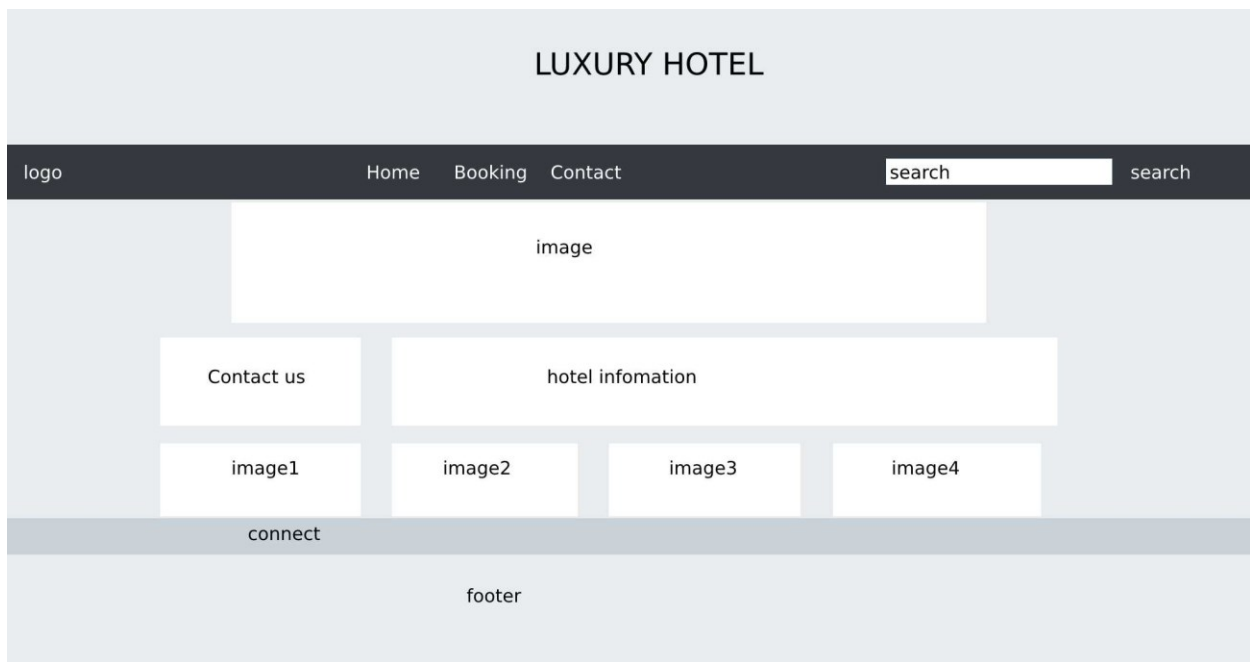 LUXURY HOTEL
logo Home Booking Contact search search
image
Contact us hotel infomation
image1 image2 image3 image4
connect
footer